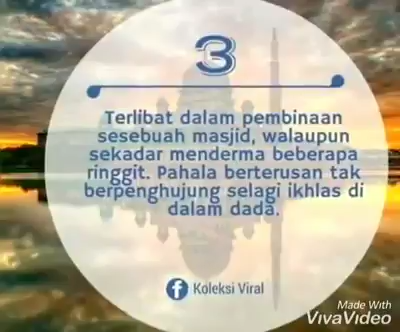 3
Terlibat dalam pembinaan
sesebuah masjid, walaupun
sekadar menderma beberapa
ringgit. Pahala berterusan tak
berpenghujung selagi ikhlas di
dalam dada.
f Koleksi Viral
Made With
VivaVideo